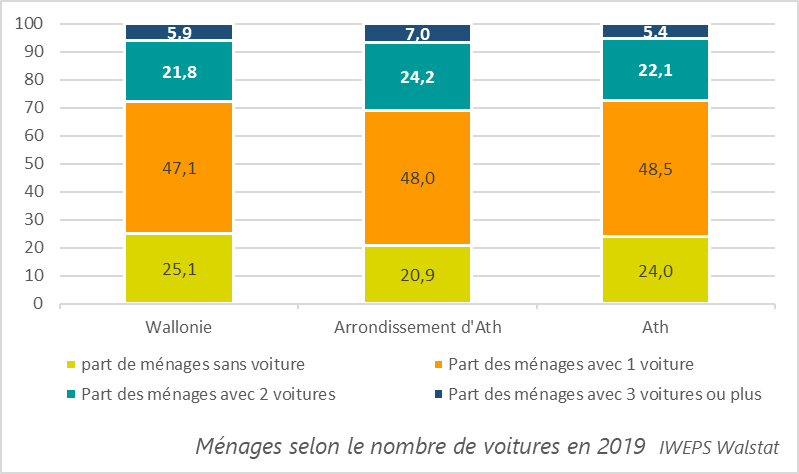 100
90
80
70
60
50
40
30
20
10
0
5,9 7,0 5,4
21,8 24,2 22,1
47,1 48,0 48,5
25,1 20,9 24,0
Wallonie Arrondissement d'Ath Ath
part de ménages sans voiture Part des ménages avec 1 voiture
Part des ménages avec 2 voitures Part des ménages avec 3 voitures ou plus
Ménages selon le nombre de voitures en 2019 IWEPS Walstat